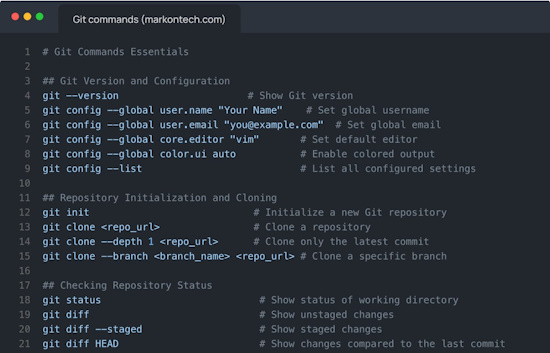 Git commands (markontech.com)
1 # Git Commands Essentials
2
3 ## Git Version and Configuration
4 git --version # Show Git version
5 git config --global user.name "Your Name" # Set global username
6 git config --global user.email "you@example.com" # Set global email
7 git config --global core.editor "vim" # Set default editor
8 git config --global color.ui auto # Enable colored output
9 git config --list # List all configured settings
10
11 ## Repository Initialization and Cloning
12 git init # Initialize a new Git repository
13 git clone <repo_url> # Clone a repository
14 git clone --depth 1 <repo_url> # Clone only the latest commit
15 git clone --branch <branch_name> <repo_url> # Clone a specific branch
16
17 ## Checking Repository Status
18 git status # Show status of working directory
19 git diff # Show unstaged changes
20 git diff --staged # Show staged changes
21 git diff HEAD # Show changes compared to the last commit